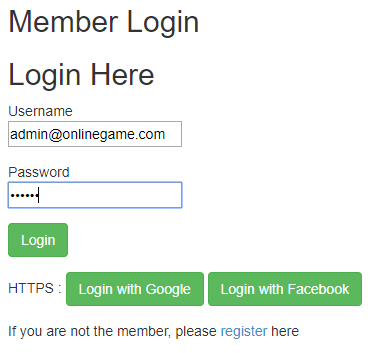 Member Login
Login Here
Username
admin@onlinegame.com
Password
••••••
Login
HTTPS : Login with Google Login with Facebook
If you are not the member, please register here